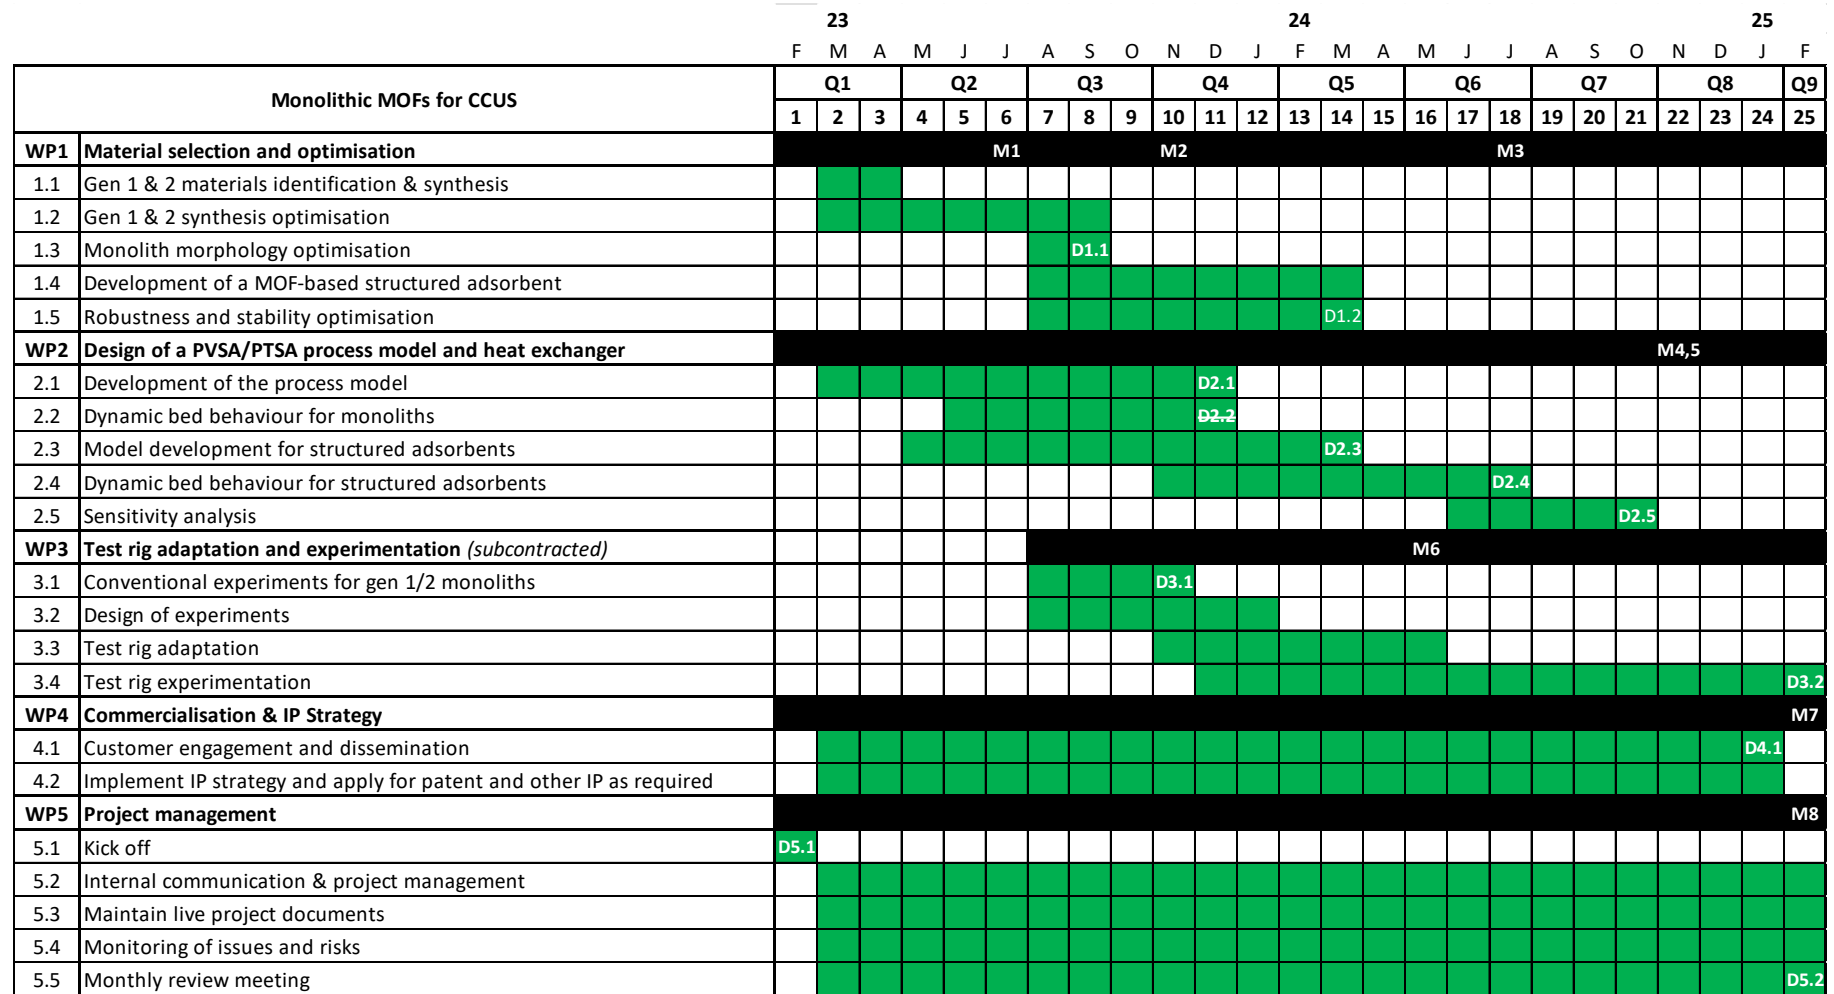 23 24 25
F M A M J J A S O N D J F M A M J J A S O N D J F
Monolithic MOFs for CCUS
Q1 Q2 Q3 Q4 Q5 Q6 Q7 Q8 Q9
1 2 3 4 5 6 7 8 9 10 11 12 13 14 15 16 17 18 19 20 21 22 23 24 25
WP1 Material selection and optimisation M1 M2 M3
1.1 Gen 1 & 2 materials identification & synthesis
1.2 Gen 1 & 2 synthesis optimisation
1.3 Monolith morphology optimisation D1.1
1.4 Development of a MOF-based structured adsorbent
1.5 Robustness and stability optimisation D1.2
WP2 Design of a PVSA/PTSA process model and heat exchanger M4,5
2.1 Development of the process model D2.1
2.2 Dynamic bed behaviour for monoliths D2.2
2.3 Model development for structured adsorbents D2.3
2.4 Dynamic bed behaviour for structured adsorbents D2.4
2.5 Sensitivity analysis D2.5
WP3 Test rig adaptation and experimentation (subcontracted) M6
3.1 Conventional experiments for gen 1/2 monoliths D3.1
3.2 Design of experiments
3.3 Test rig adaptation
3.4 Test rig experimentation D3.2
WP4 Commercialisation & IP Strategy M7
4.1 Customer engagement and dissemination D4.1
4.2 Implement IP strategy and apply for patent and other IP as required
WP5 Project management M8
5.1 Kick off D5.1
5.2 Internal communication & project management
5.3 Maintain live project documents
5.4 Monitoring of issues and risks
5.5 Monthly review meeting D5.2